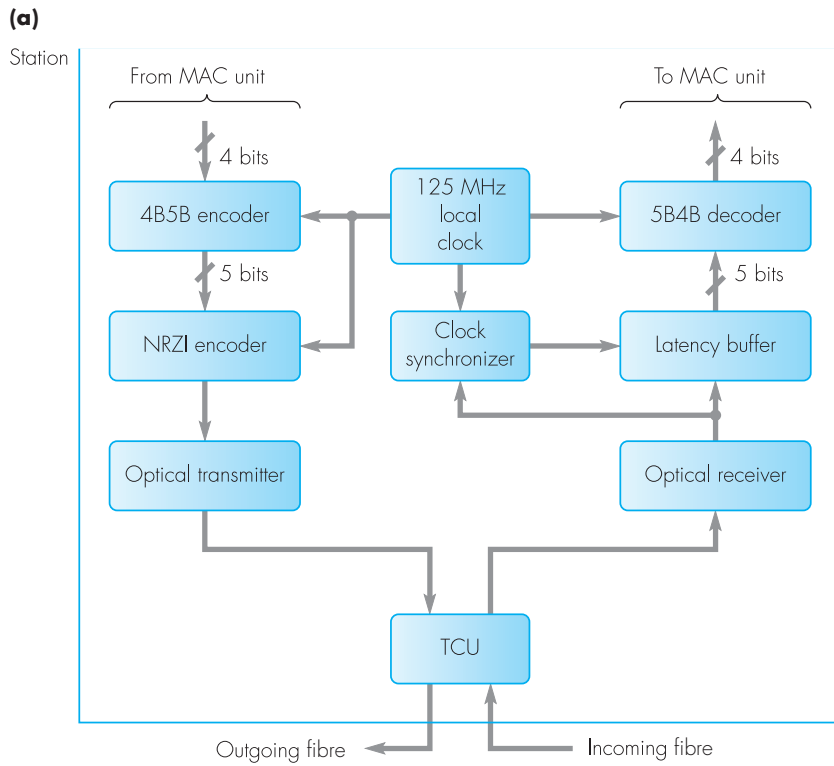 (a)
Station
From MAC unit
To MAC unit
4 bits
4 bits
4B5B encoder
125 MHz
local
clock
5B4B decoder
5 bits
5 bits
NRZI encoder
Clock
synchronizer
Latency buffer
Optical transmitter
Optical receiver
TCU
Outgoing fibre
Incoming fibre